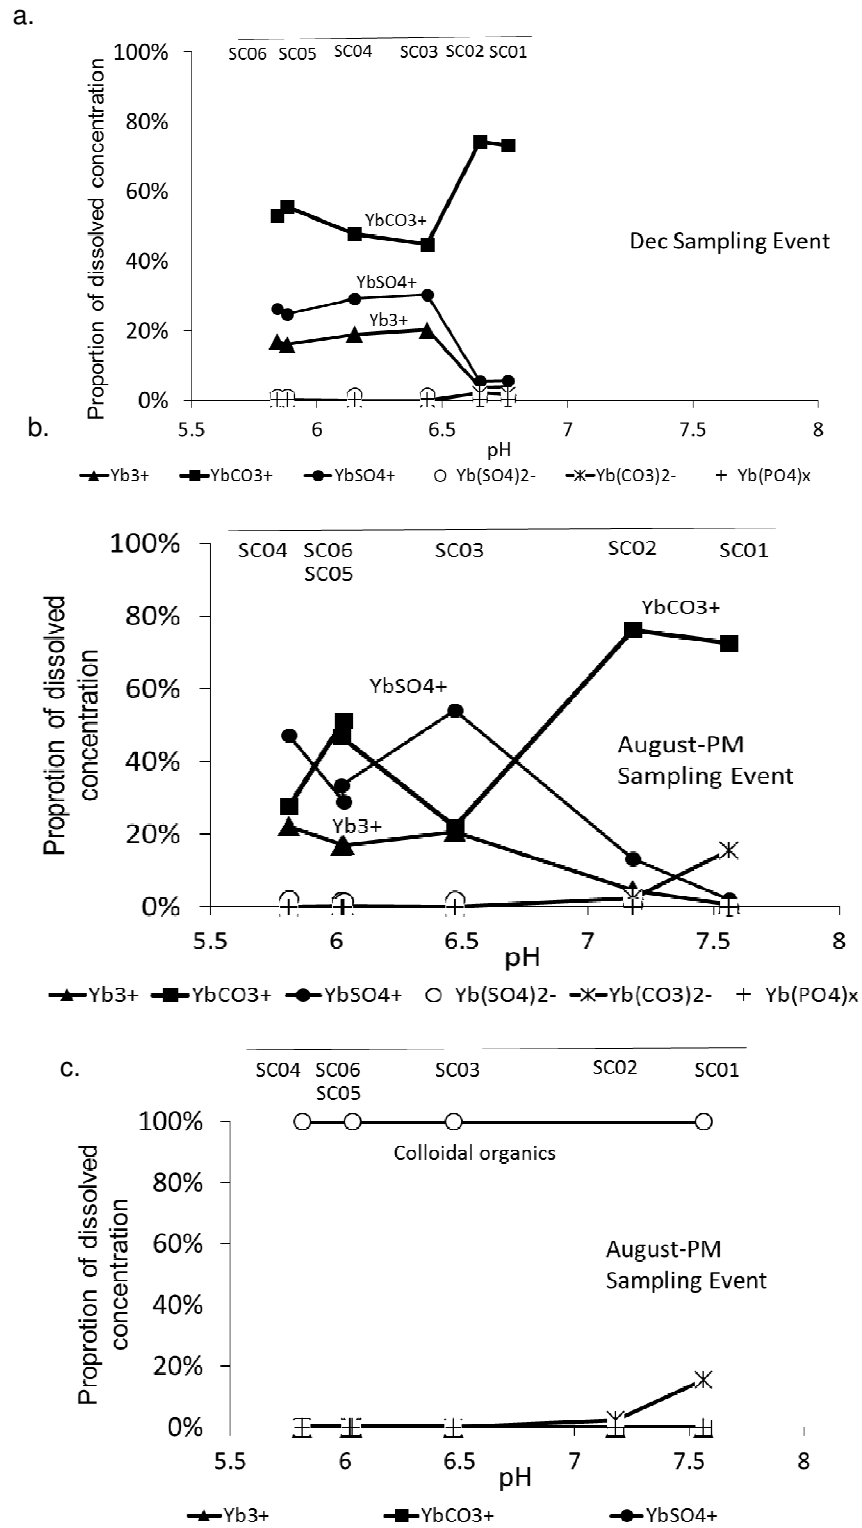 a.
SC06 SC05 SC04 SC03 SC02 SC01
100%
80%
60%
40%
20%
0%
Proportion of dissolved concentration
YbCO3+
YbSO4+
Yb3+
Dec Sampling Event
5.5 6 6.5 7 7.5 8
pH
Yb3+ YbCO3+ YbSO4+ Yb(SO4)2- Yb(CO3)2- Yb(PO4)x
b.
SC04 SC06 SC03 SC02 SC01
SC05
100%
80%
60%
40%
20%
0%
Proprotion of dissolved
concentration
YbCO3+
YbSO4+
Yb3+
August-PM
Sampling Event
5.5 6 6.5 7 7.5 8
pH
Yb3+ YbCO3+ YbSO4+ Yb(SO4)2- Yb(CO3)2- Yb(PO4)x
c.
SC04 SC06 SC03 SC02 SC01
SC05
100%
80%
60%
40%
20%
0%
Proprotion of dissolved
concentration
Colloidal organics
August-PM
Sampling Event
5.5 6 6.5 7 7.5 8
pH
Yb3+ YbCO3+ YbSO4+